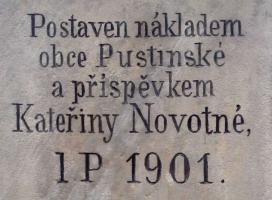 Postaven nákladem
obce Pustinské
a příspěvkem
Kateřiny Novotné,
I P 1901.